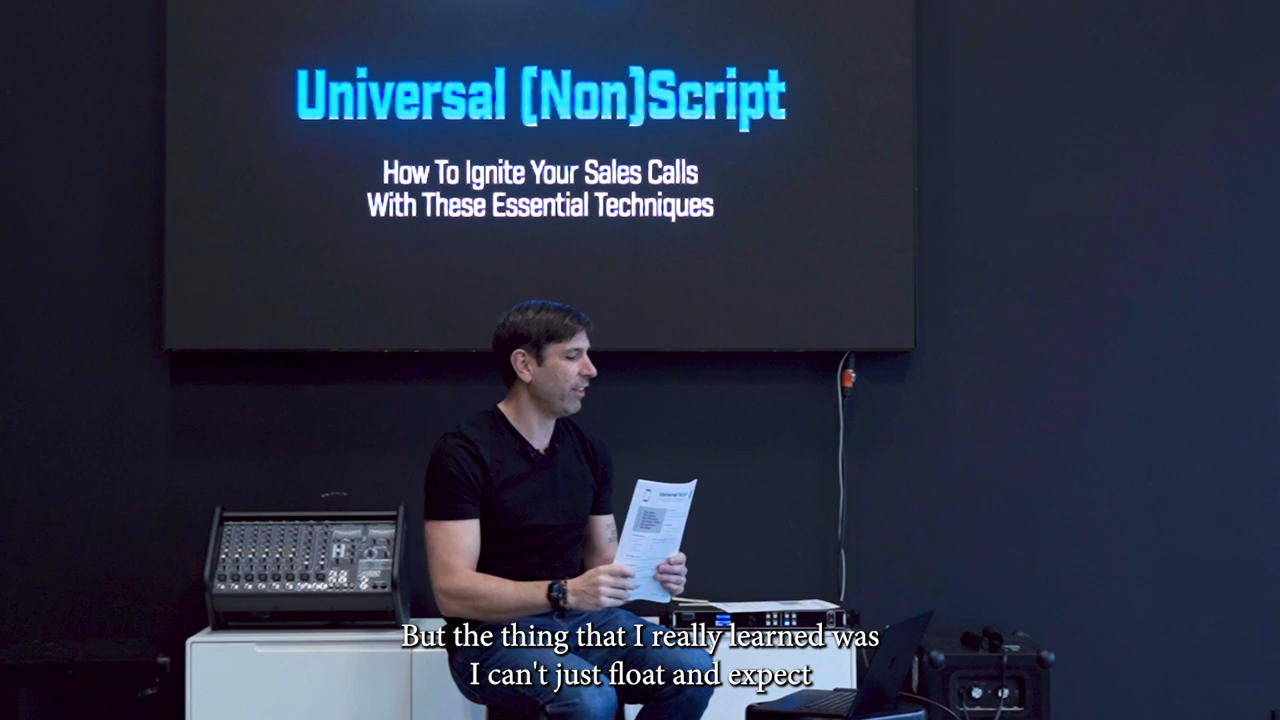 Universal (Non)Script
How To Ignite Your Sales Calls
With These Essential Techniques
But the thing that I really learned was
I can't just float and expect